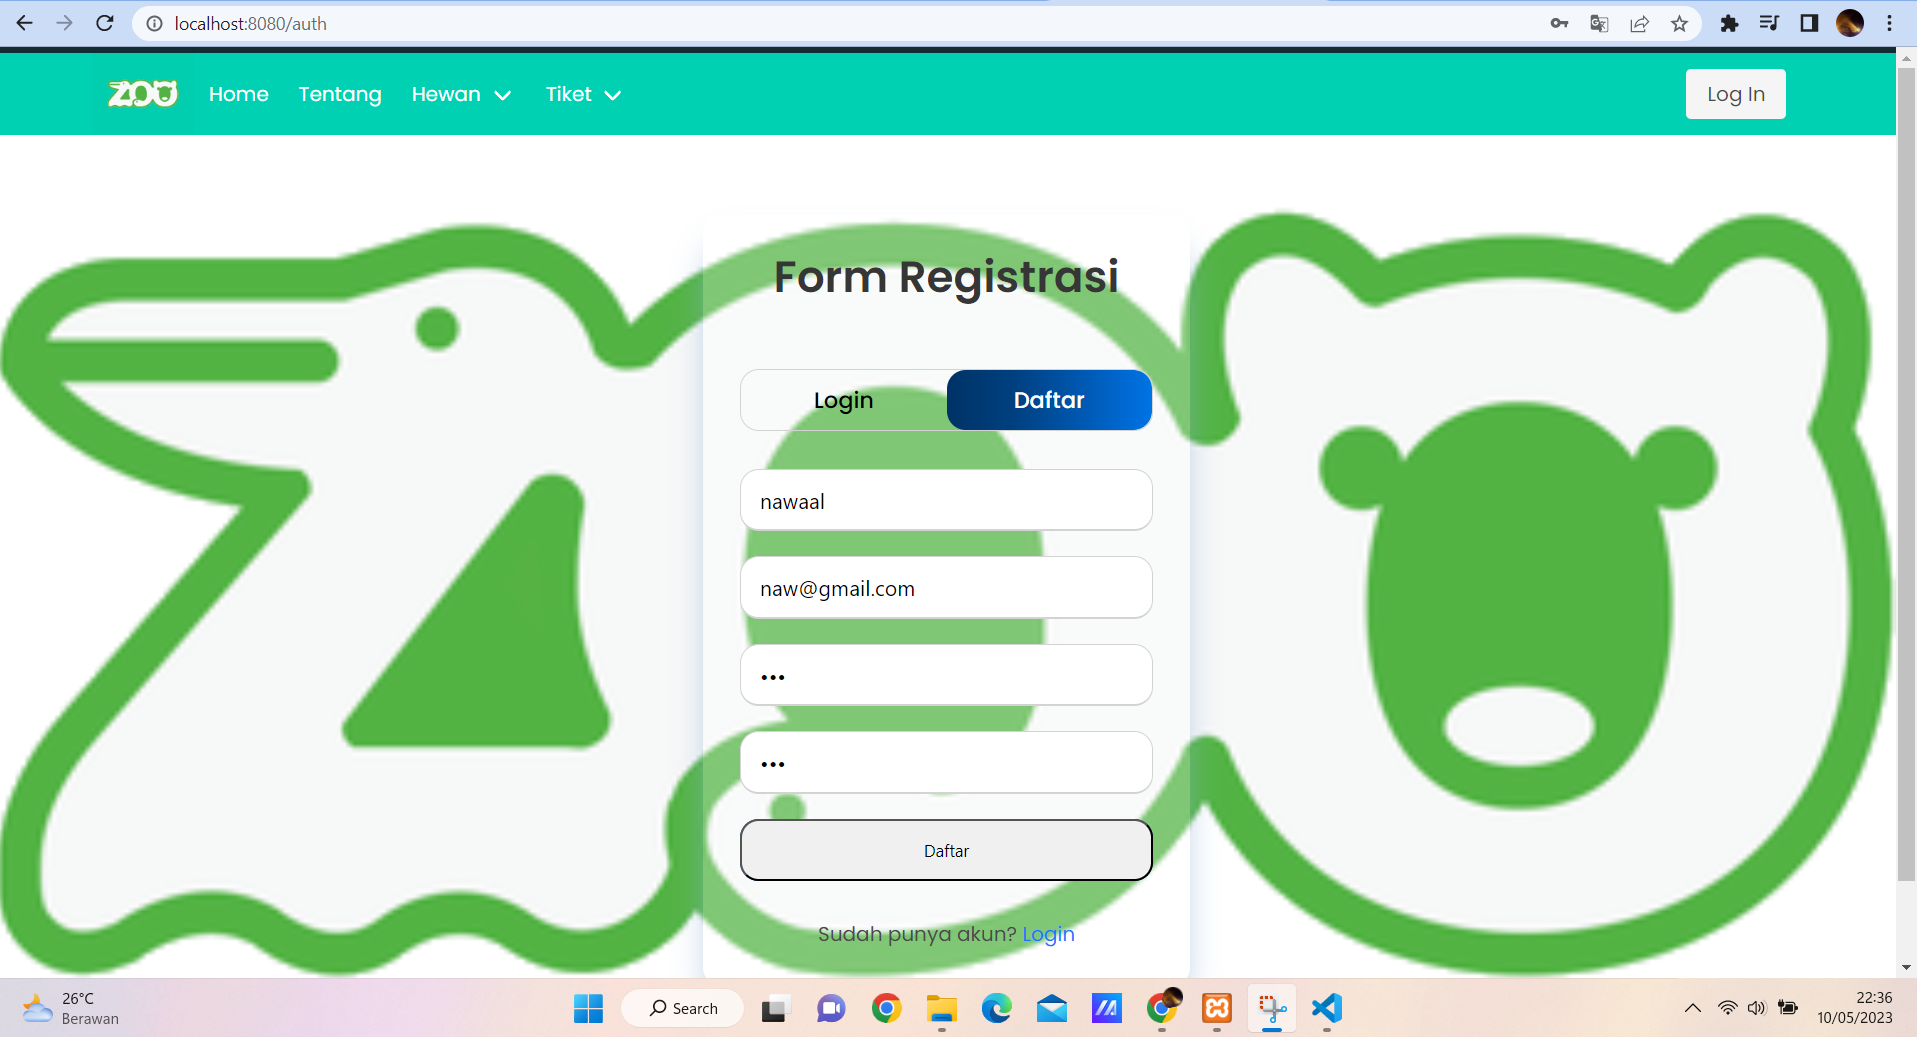 localhost:8080/auth
ZOO Home Tentang Hewan Tiket Log In
Form Registrasi
Login Daftar
nawaal
naw@gmail.com
•••
•••
Daftar
Sudah punya akun? Login
26°C
Berawan
Search
22:36
10/05/2023